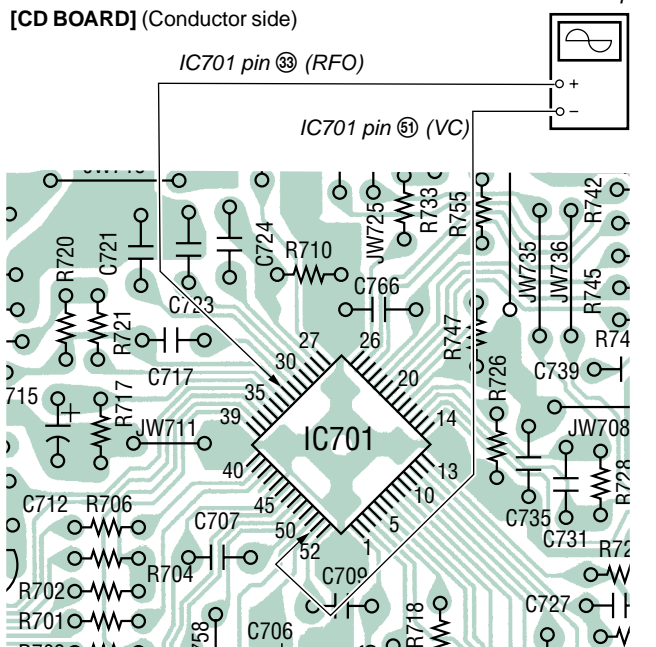 [CD BOARD] (Conductor side)
IC701 pin ㉝ (RFO)
+
IC701 pin �51 (VC)
−
R720
C721
C723
C724
R710
JW725
R733
R755
R742
JW735
JW736
R745
C766
R721
C717
27
26
30
20
35
14
39
R747
R726
C739
R717
JW711
IC701
JW708
40
13
45
10
50
5
52
1
C712
R706
C707
C735
C731
R728
R704
R702
C709
R701
C706
R718
C727